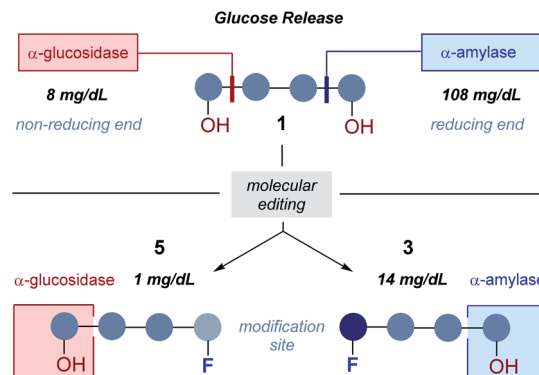 Glucose Release
α-glucosidase
α-amylase
8 mg/dL
108 mg/dL
non-reducing end
OH
1
OH
reducing end
molecular
editing
5
3
α-glucosidase
1 mg/dL
14 mg/dL
α-amylase
modification
site
OH
F
F
OH